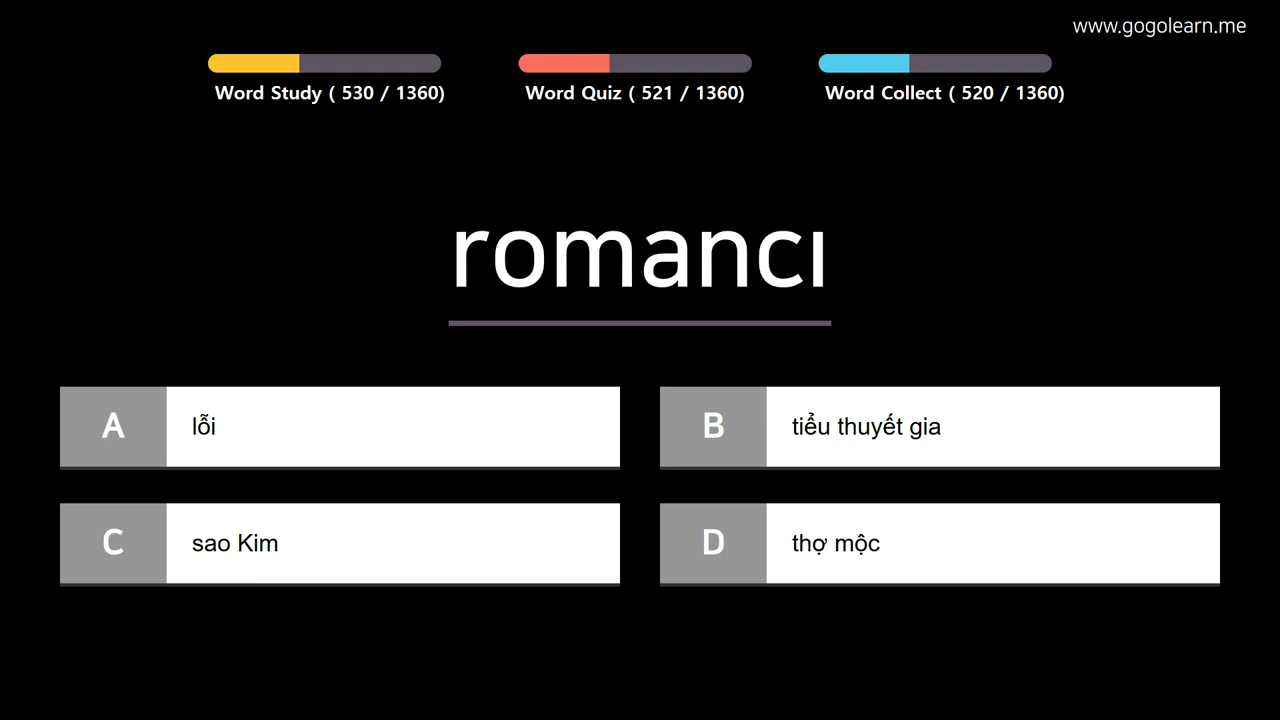 www.gogolearn.me
Word Study ( 530 / 1360)
Word Quiz ( 521 / 1360)
Word Collect ( 520 / 1360)
romancı
A
lỗi
B
tiểu thuyết gia
C
sao Kim
D
thợ mộc